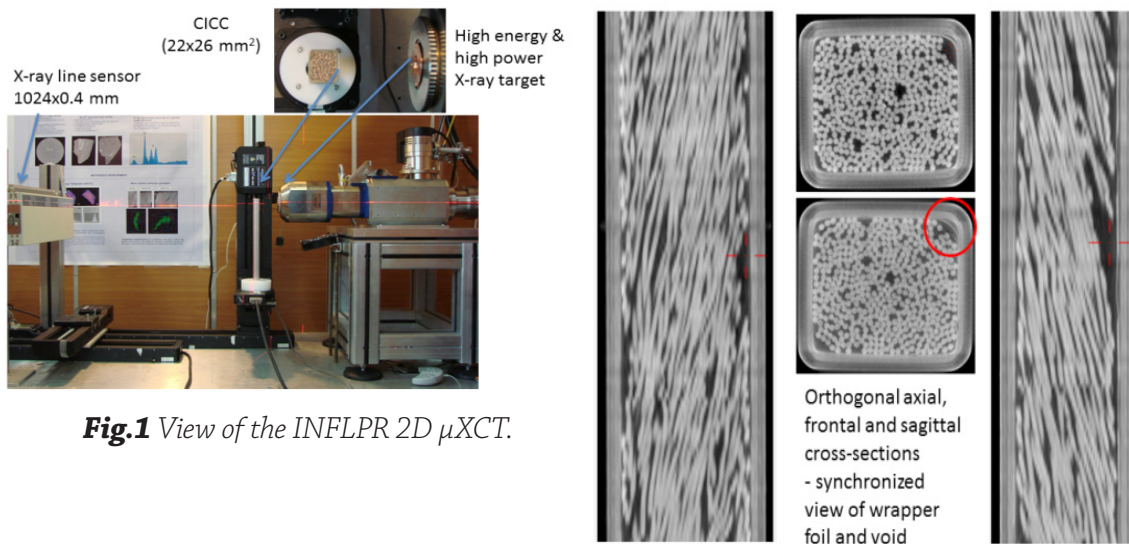 CICC
(22x26 mm²)
High energy &
high power
X-ray target
X-ray line sensor
1024x0.4 mm
Fig.1 View of the INFLPR 2D μXCT.
Orthogonal axial,
frontal and sagittal
cross-sections
- synchronized
view of wrapper
foil and void